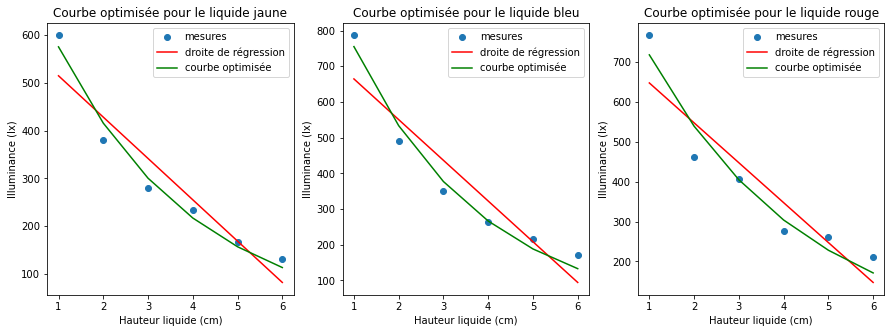 Courbe optimisée pour le liquide jaune
600
500
400
300
200
100
1 2 3 4 5 6
Illuminance (lx)
Hauteur liquide (cm)
mesures
droite de régression
courbe optimisée
Courbe optimisée pour le liquide bleu
800
700
600
500
400
300
200
100
1 2 3 4 5 6
Illuminance (lx)
Hauteur liquide (cm)
mesures
droite de régression
courbe optimisée
Courbe optimisée pour le liquide rouge
700
600
500
400
300
200
1 2 3 4 5 6
Illuminance (lx)
Hauteur liquide (cm)
mesures
droite de régression
courbe optimisée